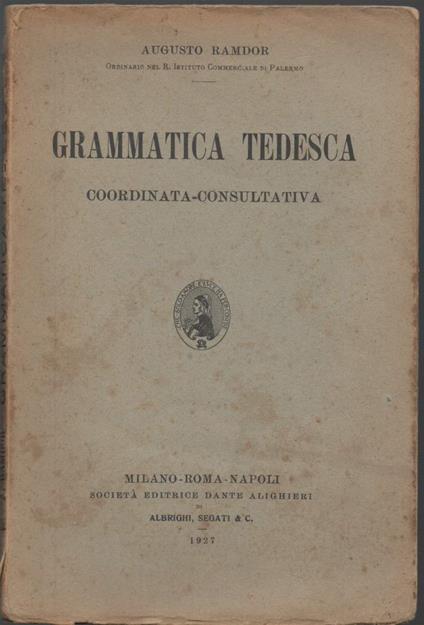 AUGUSTO RAMDOR
ORDINARIO NEL R. ISTITUTO COMMERCIALE DI PALERMO
GRAMMATICA TEDESCA
COORDINATA-CONSULTATIVA
MILANO-ROMA-NAPOLI
SOCIETÀ EDITRICE DANTE ALIGHIERI
DI
ALBRIGHI, SEGATI & C.
1927